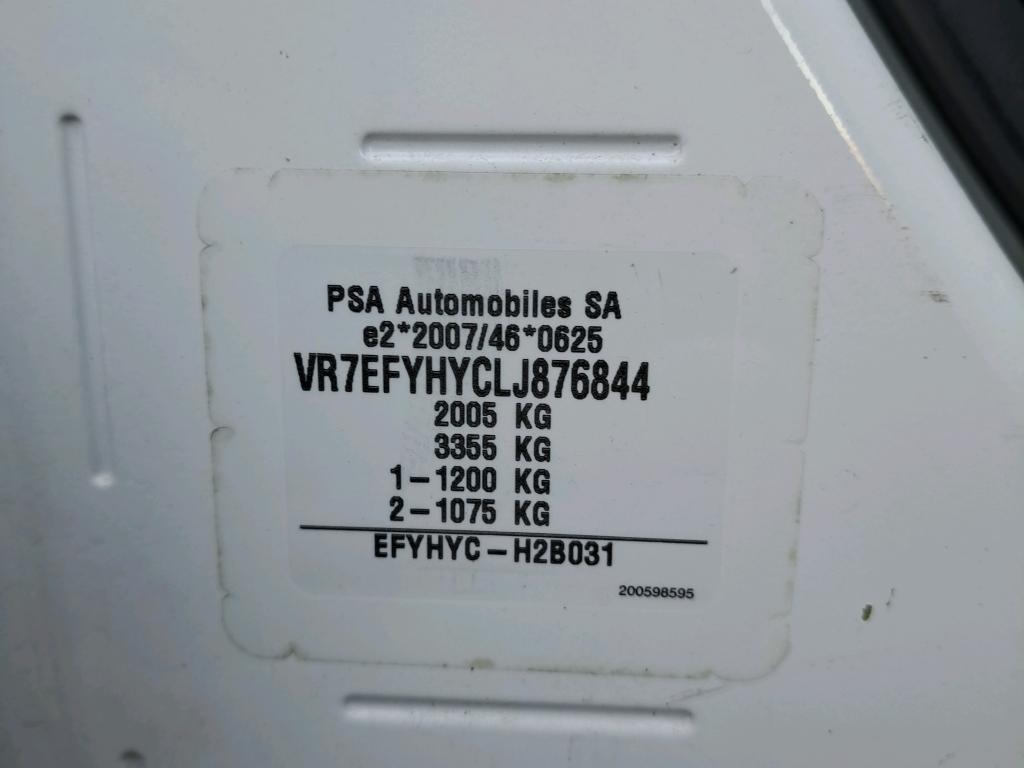 PSA Automobiles SA
e2*2007/46*0625
VR7EFYHYCLJ876844
2005 KG
3355 KG
1-1200 KG
2-1075 KG
EFYHYC-H2B031
200598595